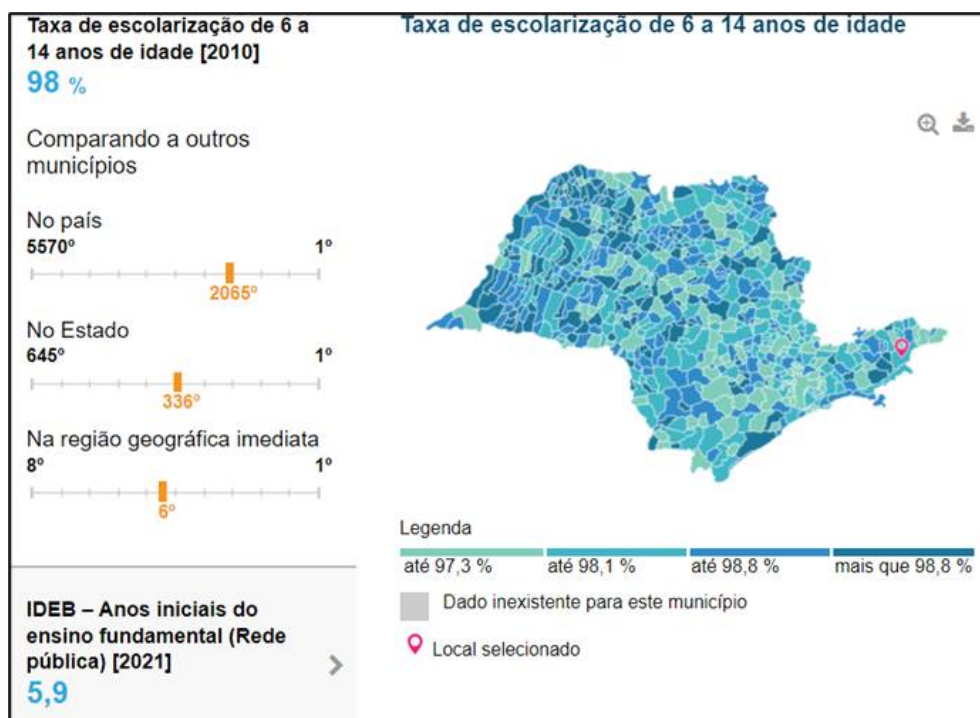 Taxa de escolarização de 6 a
14 anos de idade [2010]
98 %
Comparando a outros
municípios
No país
5570º 1º
2065º
No Estado
645º 1º
336º
Na região geográfica imediata
8º 1º
6º
IDEB – Anos iniciais do
ensino fundamental (Rede
pública) [2021]
5,9
Taxa de escolarização de 6 a 14 anos de idade
Legenda
até 97,3 % até 98,1 % até 98,8 % mais que 98,8 %
Dado inexistente para este município
Local selecionado